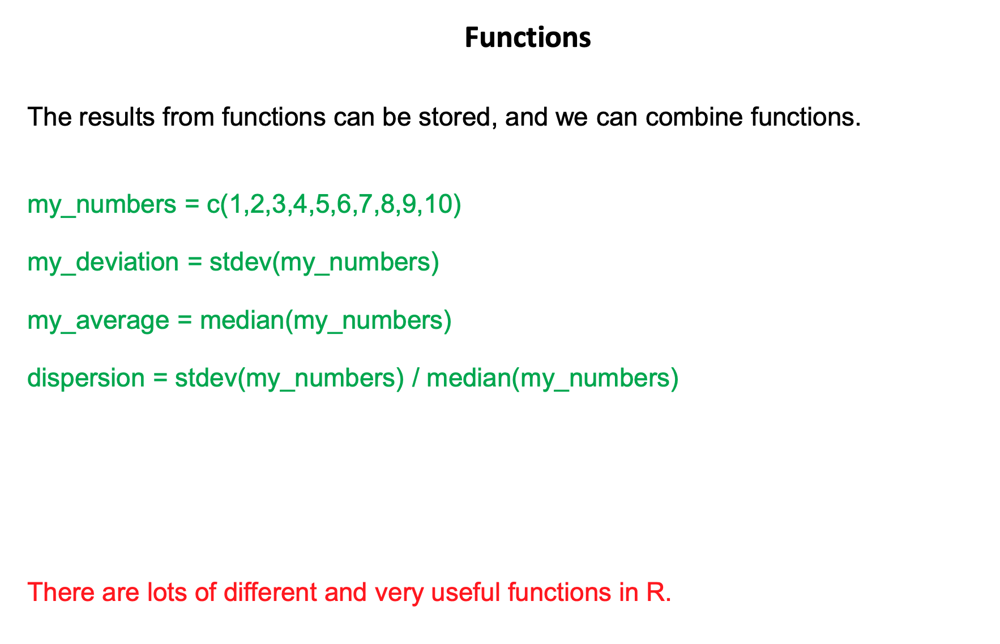 Functions
The results from functions can be stored, and we can combine functions.
my_numbers = c(1,2,3,4,5,6,7,8,9,10)
my_deviation = stdev(my_numbers)
my_average = median(my_numbers)
dispersion = stdev(my_numbers) / median(my_numbers)
There are lots of different and very useful functions in R.